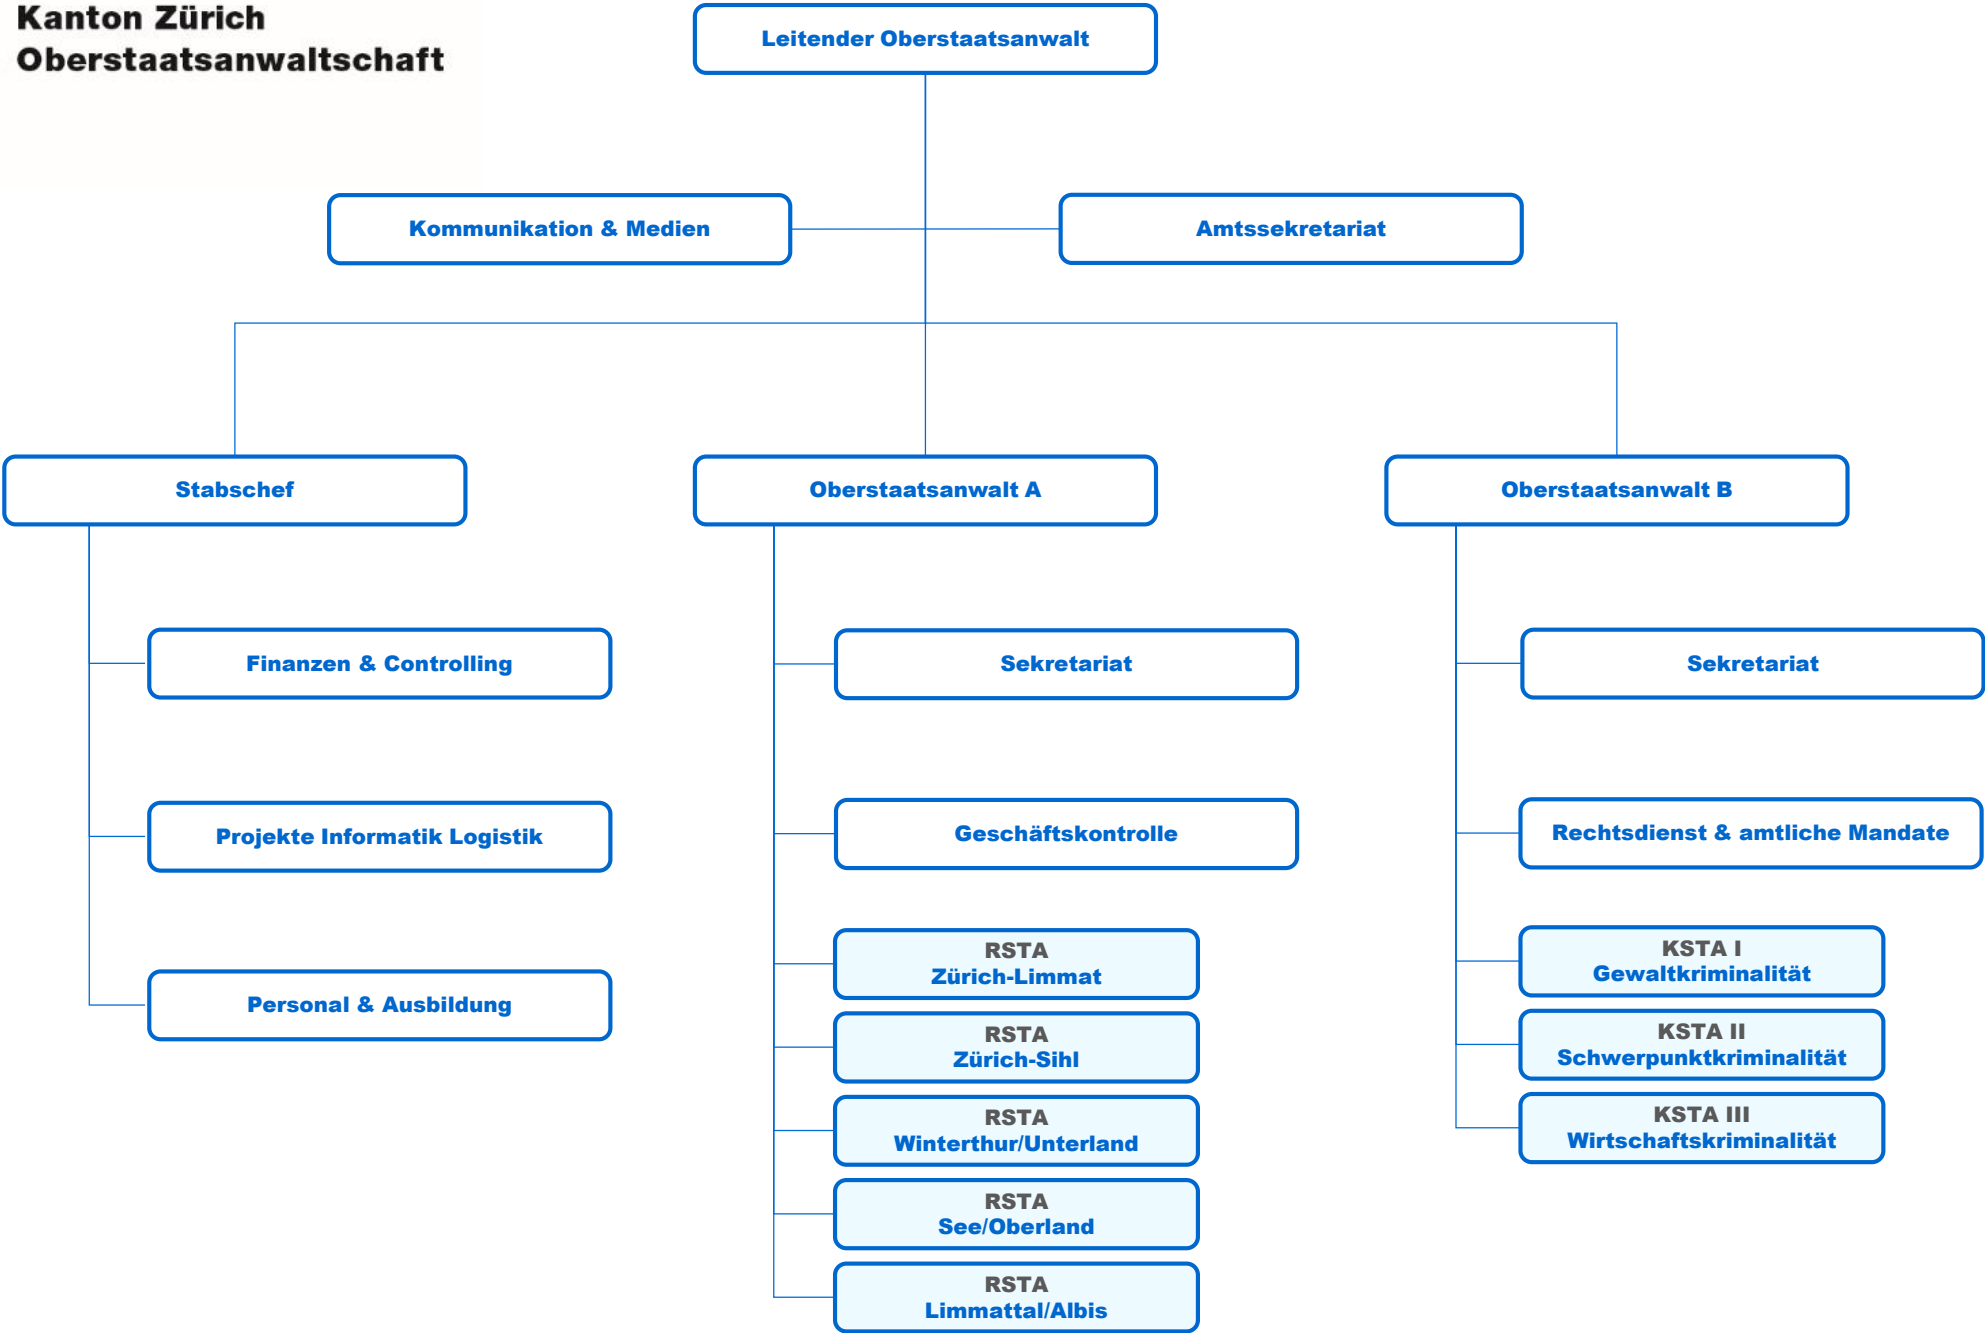 Kanton Zürich
Oberstaatsanwaltschaft
Leitender Oberstaatsanwalt
Kommunikation & Medien
Amtssekretariat
Stabschef
Oberstaatsanwalt A
Oberstaatsanwalt B
Finanzen & Controlling
Projekte Informatik Logistik
Personal & Ausbildung
Sekretariat
Geschäftskontrolle
RSTA
Zürich-Limmat
RSTA
Zürich-Sihl
RSTA
Winterthur/Unterland
RSTA
See/Oberland
RSTA
Limmattal/Albis
Sekretariat
Rechtsdienst & amtliche Mandate
KSTA I
Gewaltkriminalität
KSTA II
Schwerpunktkriminalität
KSTA III
Wirtschaftskriminalität